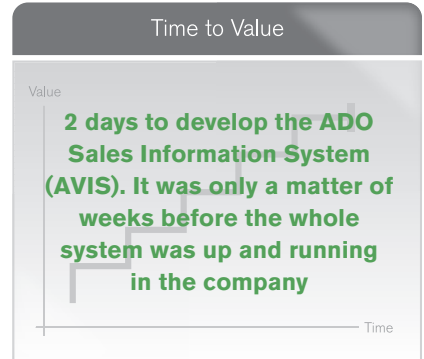 Time to Value
Value
2 days to develop the ADO
Sales Information System
(AVIS). It was only a matter of
weeks before the whole
system was up and running
in the company
Time